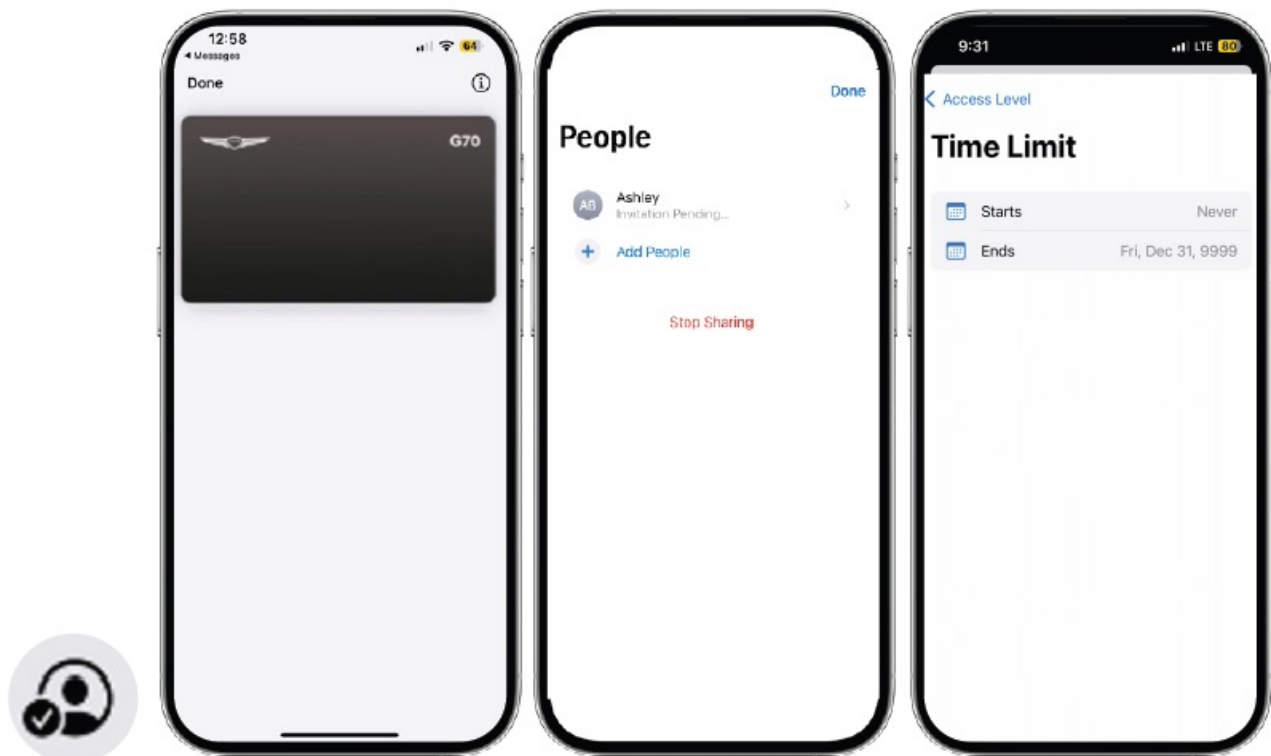 12:58
64
Messages
Done
G70
Done
People
AB
Ashley
Invitation Pending...
Add People
Stop Sharing
9:31
LTE 80
Access Level
Time Limit
Starts
Never
Ends
Fri, Dec 31, 9999